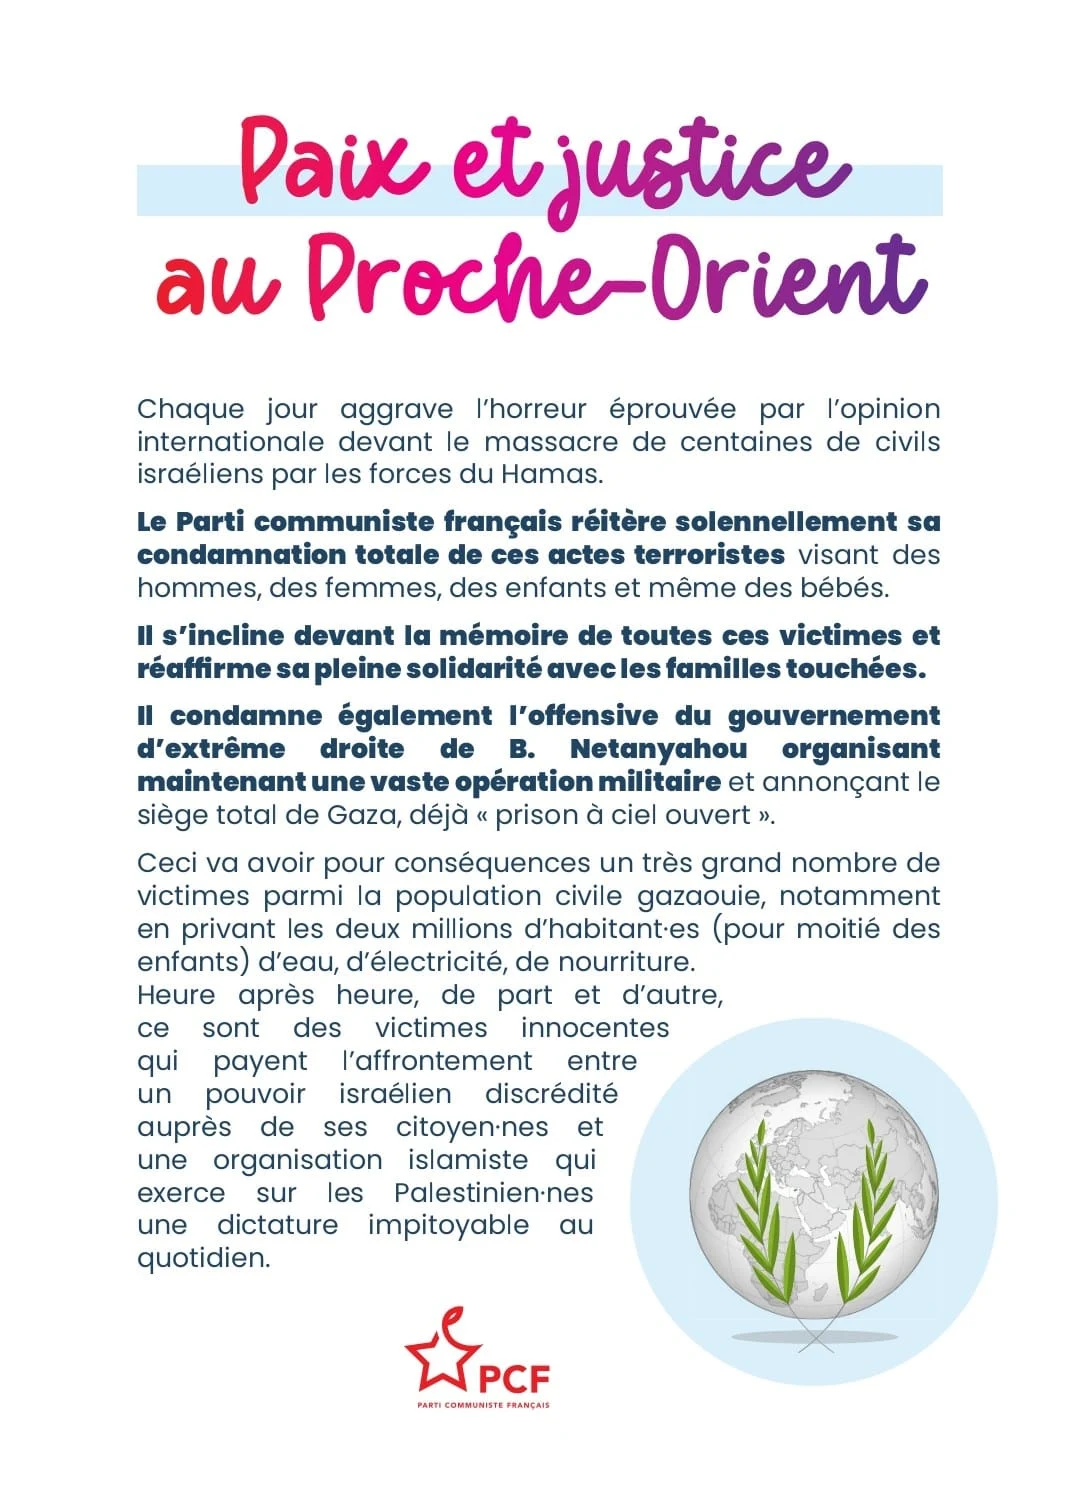 Paix et justice
au Proche-Orient
Chaque jour aggrave l’horreur éprouvée par l’opinion
internationale devant le massacre de centaines de civils
israéliens par les forces du Hamas.
Le Parti communiste français réitère solennellement sa
condamnation totale de ces actes terroristes visant des
hommes, des femmes, des enfants et même des bébés.
Il s’incline devant la mémoire de toutes ces victimes et
réaffirme sa pleine solidarité avec les familles touchées.
Il condamne également l’offensive du gouvernement
d’extrême droite de B. Netanyahou organisant
maintenant une vaste opération militaire et annonçant le
siège total de Gaza, déjà « prison à ciel ouvert ».
Ceci va avoir pour conséquences un très grand nombre de
victimes parmi la population civile gazaouie, notamment
en privant les deux millions d’habitant·es (pour moitié des
enfants) d’eau, d’électricité, de nourriture.
Heure après heure, de part et d’autre,
ce sont des victimes innocentes
qui payent l’affrontement entre
un pouvoir israélien discrédité
auprès de ses citoyen·nes et
une organisation islamiste qui
exerce sur les Palestinien·nes
une dictature impitoyable au
quotidien.
PCF
PARTI COMMUNISTE FRANÇAIS